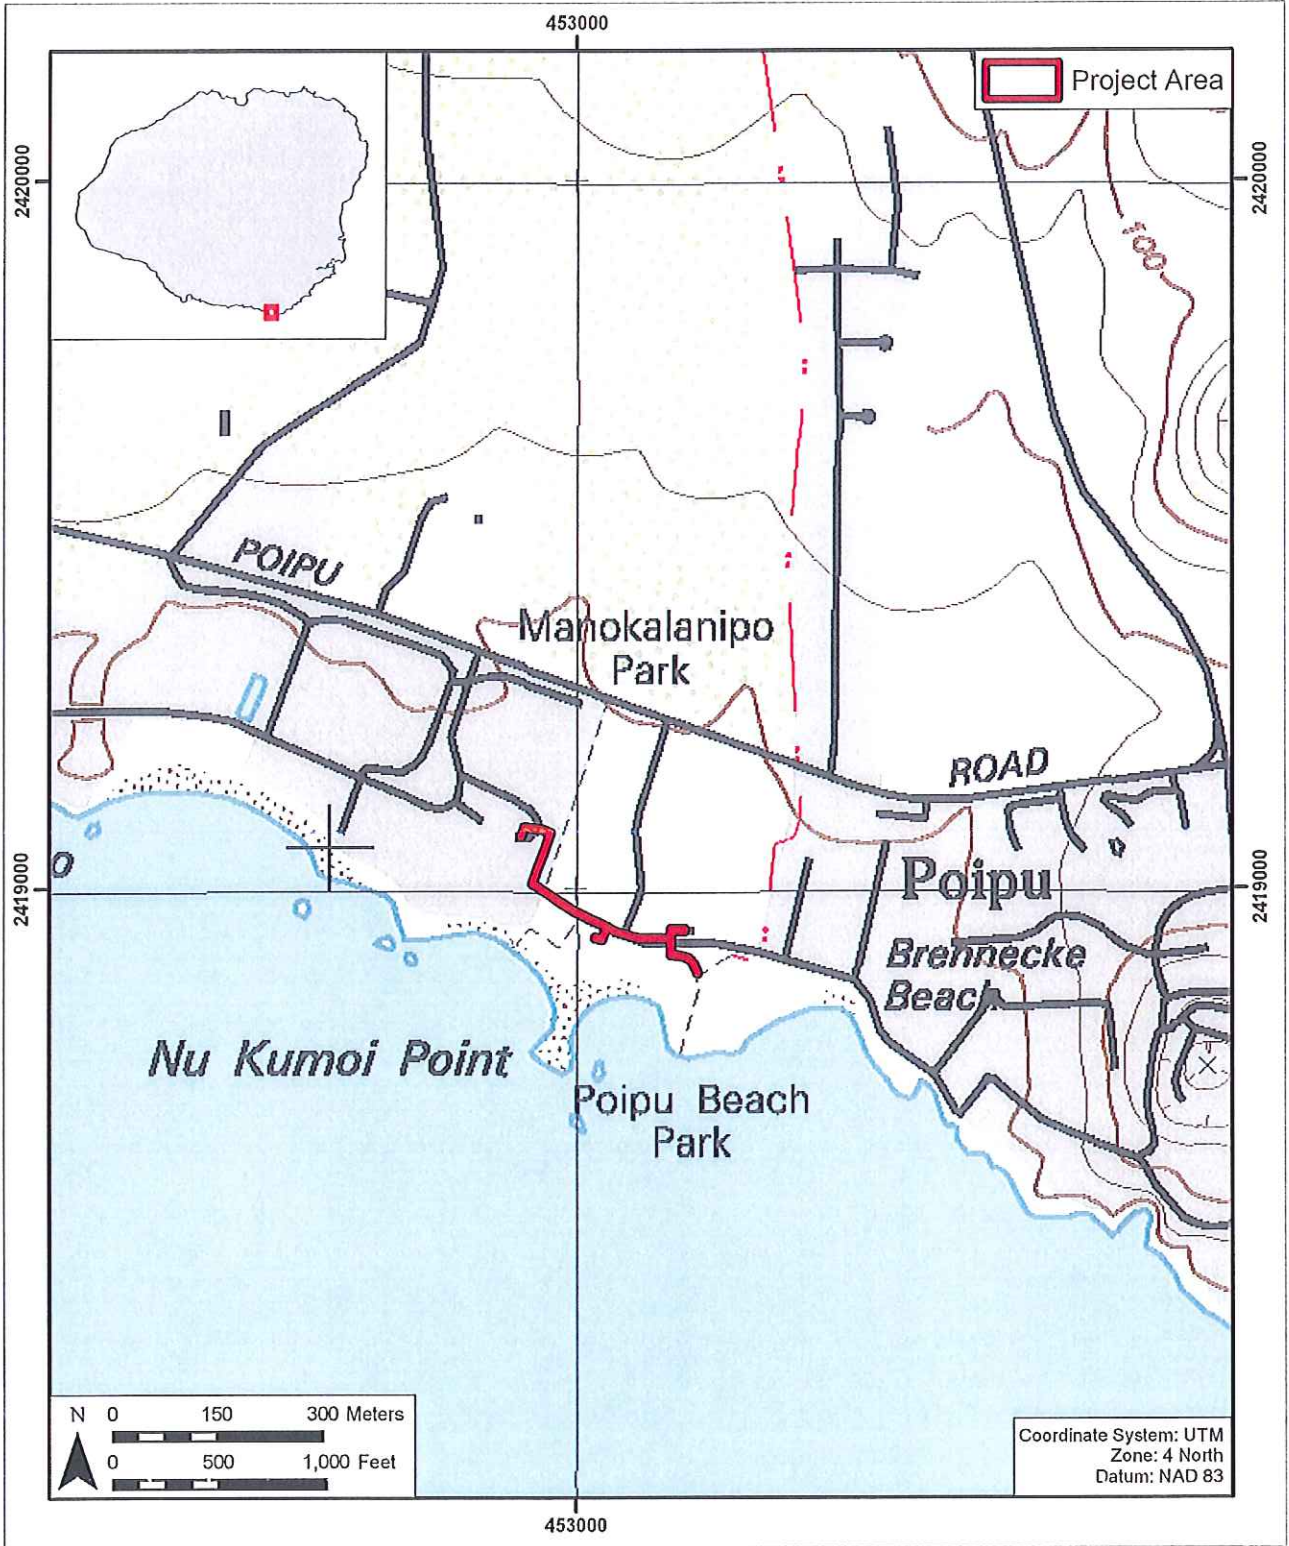 453000
Project Area
2420000
2420000
100
POIPU
Manokalanipo
Park
ROAD
2419000
2419000
O
Poipu
Brennecke
Beach
Nu Kumoi Point
Poipu Beach
Park
N 0 150 300 Meters
0 500 1,000 Feet
Coordinate System: UTM
Zone: 4 North
Datum: NAD 83
453000